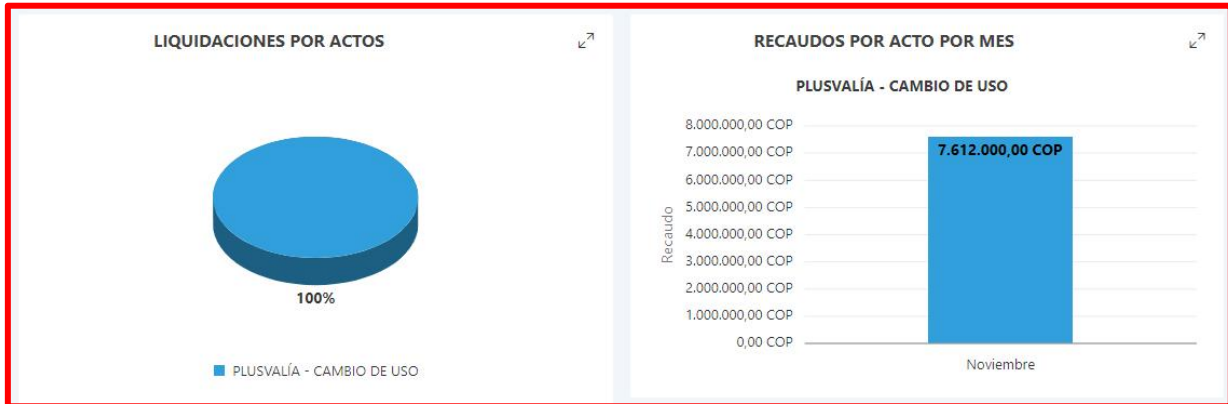 LIQUIDACIONES POR ACTOS
100%
PLUSVALÍA - CAMBIO DE USO
RECAUDOS POR ACTO POR MES
PLUSVALÍA - CAMBIO DE USO
8.000.000,00 COP
7.000.000,00 COP
6.000.000,00 COP
5.000.000,00 COP
4.000.000,00 COP
3.000.000,00 COP
2.000.000,00 COP
1.000.000,00 COP
0,00 COP
Recaudo
7.612.000,00 COP
Noviembre